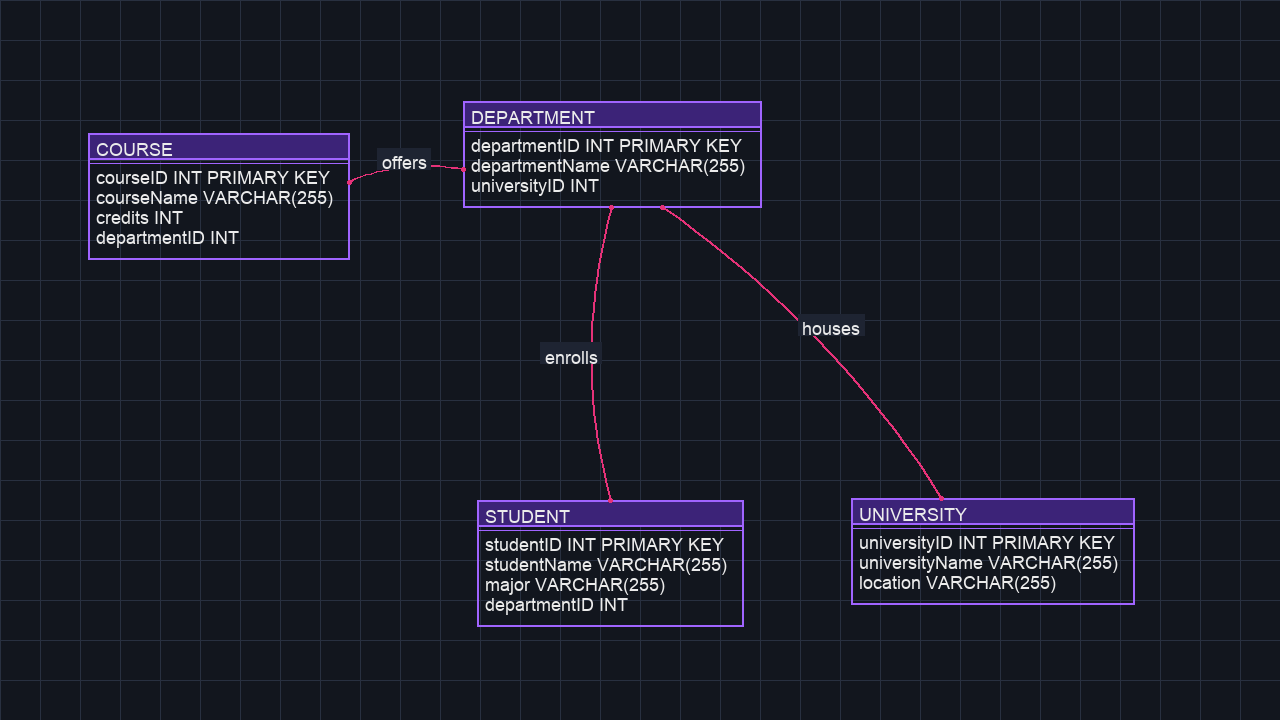 DEPARTMENT
departmentID INT PRIMARY KEY
departmentName VARCHAR(255)
universityID INT
COURSE
courseID INT PRIMARY KEY
courseName VARCHAR(255)
credits INT
departmentID INT
offers
houses
enrolls
STUDENT
studentID INT PRIMARY KEY
studentName VARCHAR(255)
major VARCHAR(255)
departmentID INT
UNIVERSITY
universityID INT PRIMARY KEY
universityName VARCHAR(255)
location VARCHAR(255)